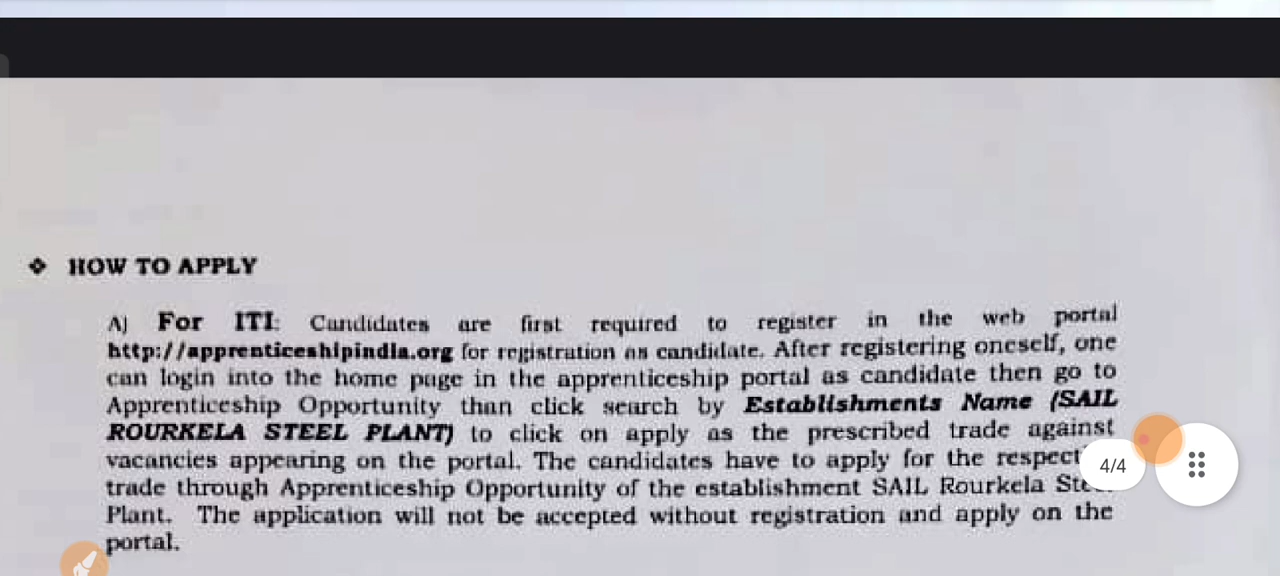 ❖ HOW TO APPLY
A) For ITI: Candidates are first required to register in the web portal
http://apprenticeshipindia.org for registration as candidate. After registering oneself, one
can login into the home page in the apprenticeship portal as candidate then go to
Apprenticeship Opportunity than click search by Establishments Name (SAIL
ROURKELA STEEL PLANT) to click on apply as the prescribed trade against
vacancies appearing on the portal. The candidates have to apply for the
trade through Apprenticeship Opportunity of the establishment SAIL Rourkela
Plant. The application will not be accepted without registration and apply on the
portal.
4/4